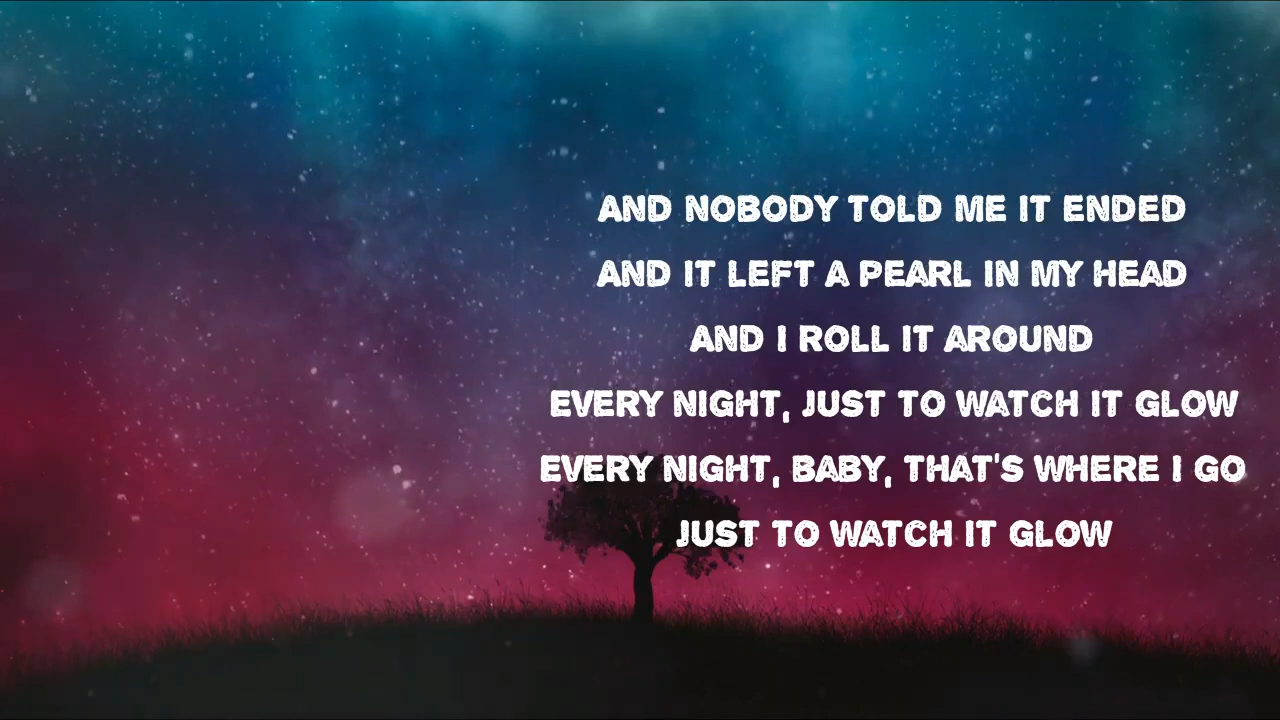 AND NOBODY TOLD ME IT ENDED
AND IT LEFT A PEARL IN MY HEAD
AND I ROLL IT AROUND
EVERY NIGHT, JUST TO WATCH IT GLOW
EVERY NIGHT, BABY, THAT'S WHERE I GO
JUST TO WATCH IT GLOW